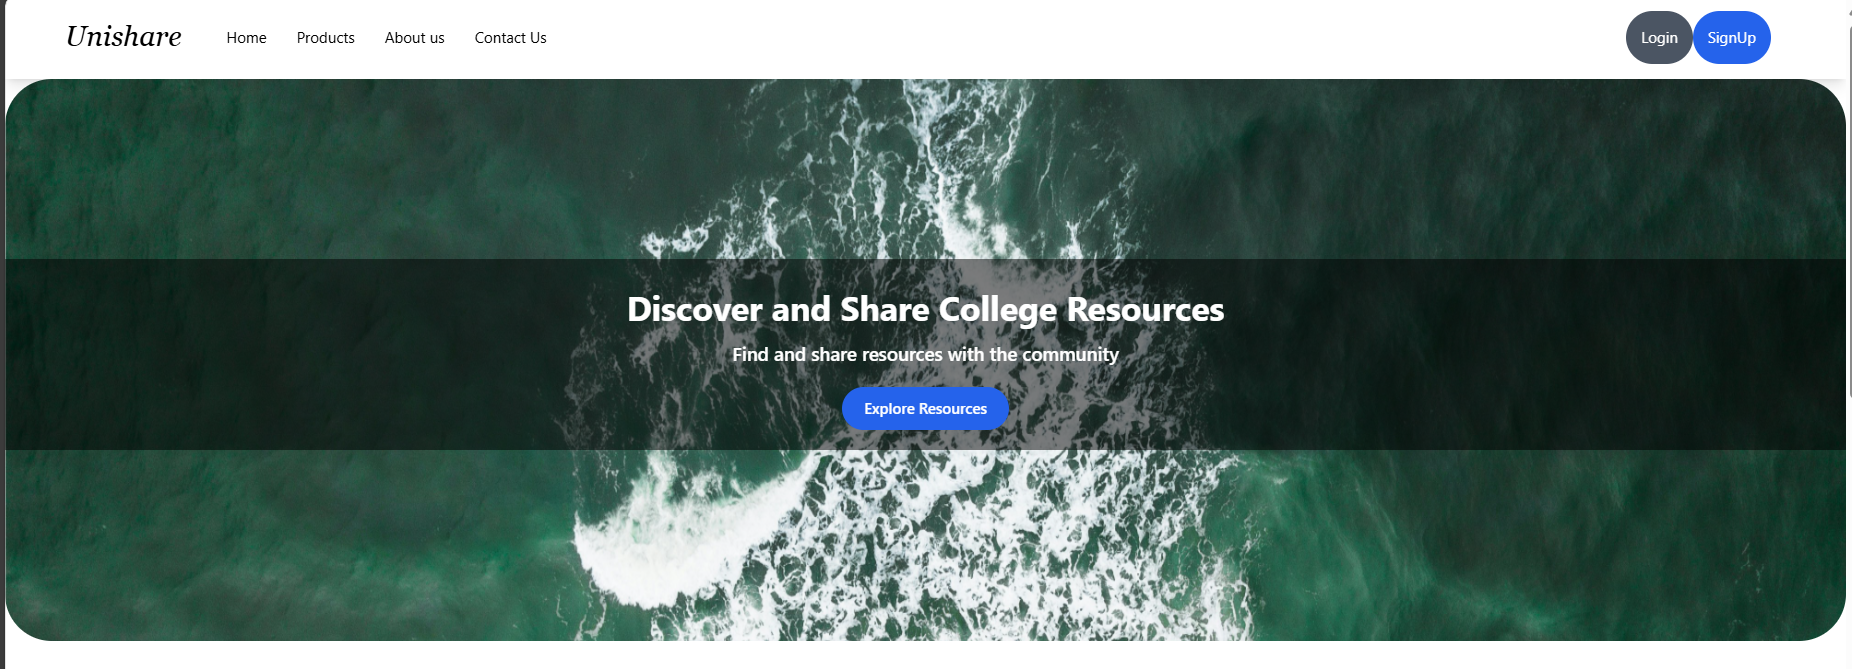 Unishare Home Products About us Contact Us Login SignUp
Discover and Share College Resources
Find and share resources with the community
Explore Resources